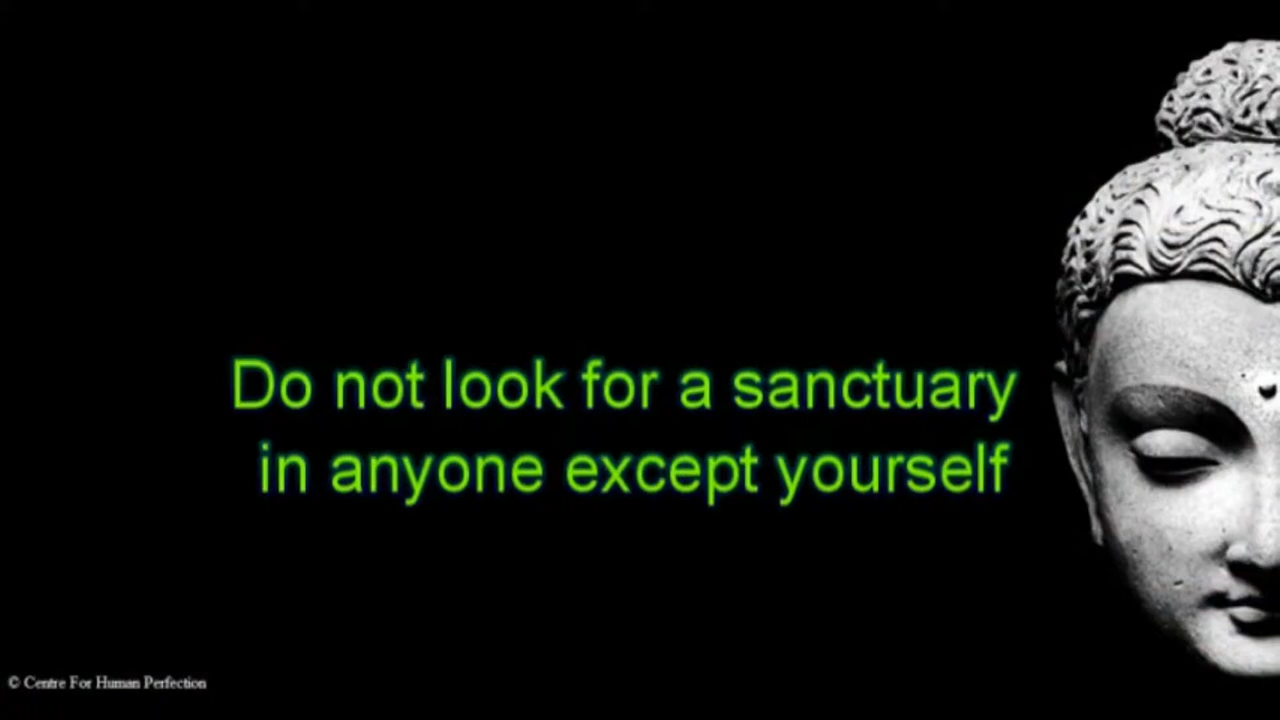 Do not look for a sanctuary
in anyone except yourself
© Centre For Human Perfection